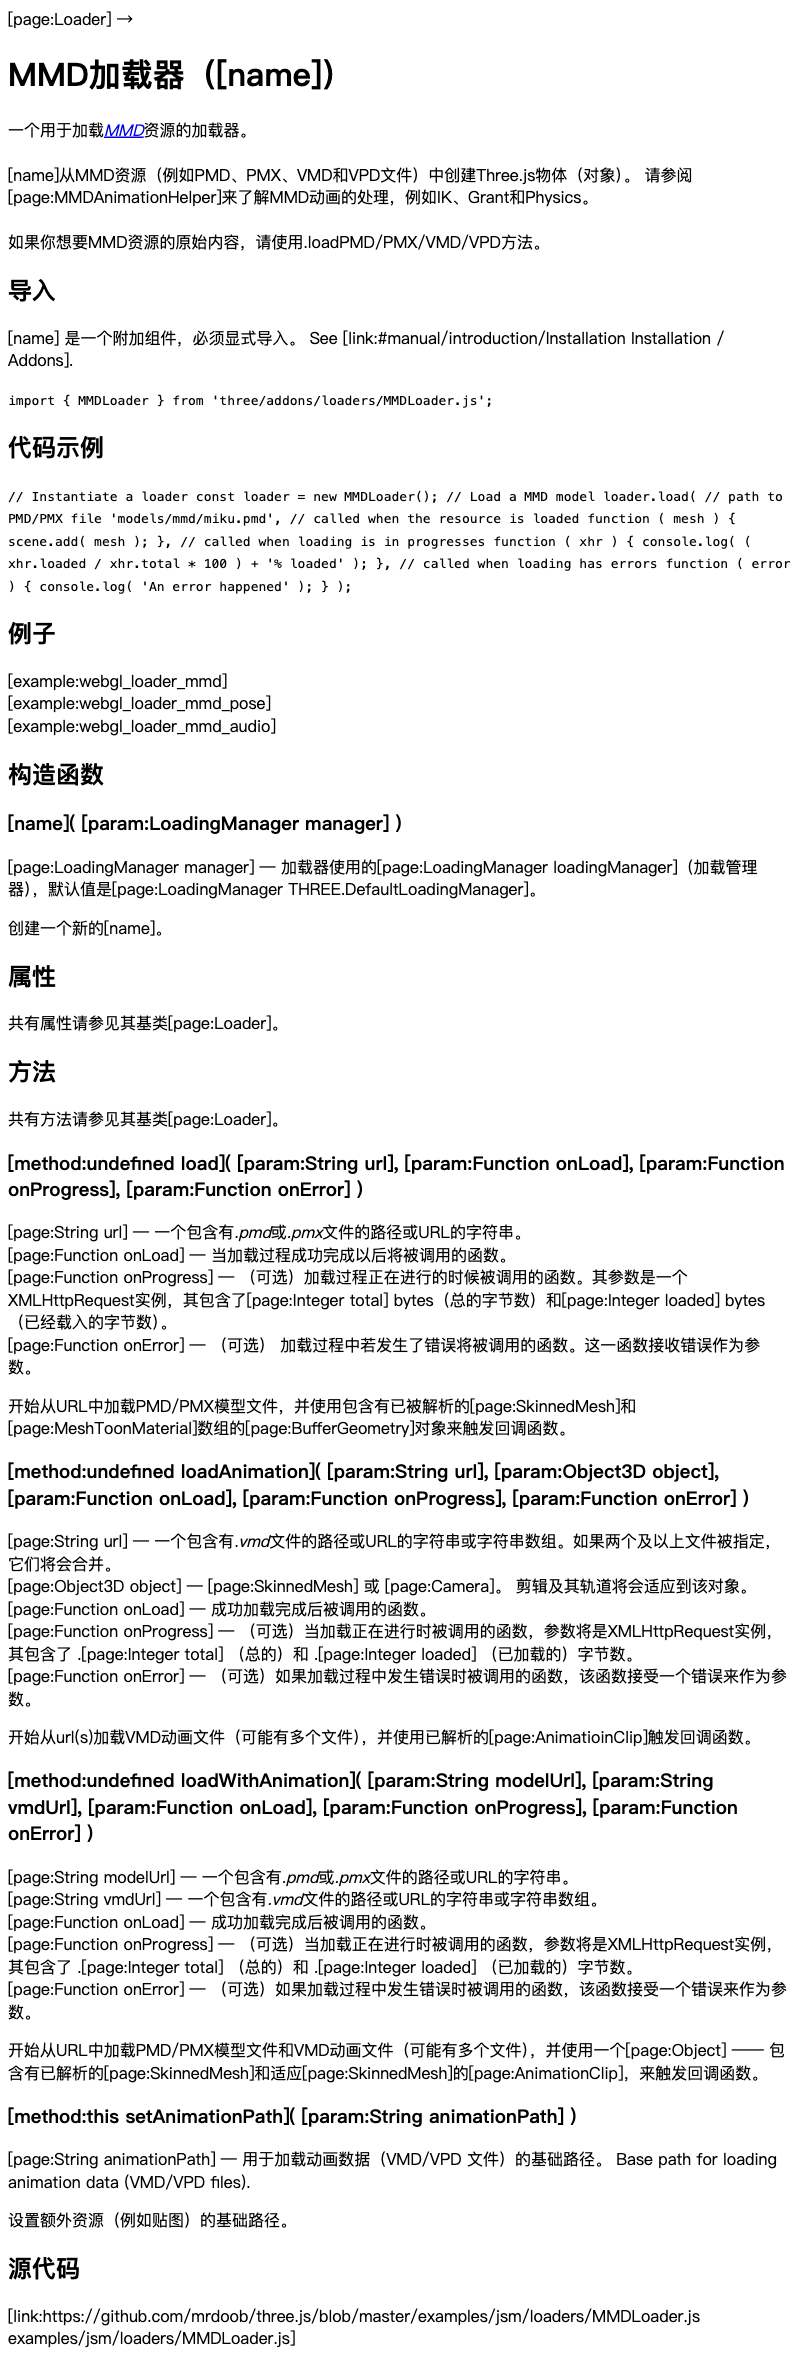 [page:Loader] →
MMD加载器（[name]）
一个用于加载MMD资源的加载器。
[name]从MMD资源（例如PMD、PMX、VMD和VPD文件）中创建Three.js物体（对象）。 请参阅
[page:MMDAnimationHelper]来了解MMD动画的处理，例如IK、Grant和Physics。
如果你想要MMD资源的原始内容，请使用.loadPMD/PMX/VMD/VPD方法。
导入
[name] 是一个附加组件，必须显式导入。 See [link:#manual/introduction/Installation Installation /
Addons].
import { MMDLoader } from 'three/addons/loaders/MMDLoader.js';
代码示例
// Instantiate a loader const loader = new MMDLoader(); // Load a MMD model loader.load( // path to
PMD/PMX file 'models/mmd/miku.pmd', // called when the resource is loaded function ( mesh ) {
scene.add( mesh ); }, // called when loading is in progresses function ( xhr ) { console.log( (
xhr.loaded / xhr.total * 100 ) + '% loaded' ); }, // called when loading has errors function ( error
) { console.log( 'An error happened' ); } );
例子
[example:webgl_loader_mmd]
[example:webgl_loader_mmd_pose]
[example:webgl_loader_mmd_audio]
构造函数
[name]( [param:LoadingManager manager] )
[page:LoadingManager manager] — 加载器使用的[page:LoadingManager loadingManager]（加载管理
器），默认值是[page:LoadingManager THREE.DefaultLoadingManager]。
创建一个新的[name]。
属性
共有属性请参见其基类[page:Loader]。
方法
共有方法请参见其基类[page:Loader]。
[method:undefined load]( [param:String url], [param:Function onLoad], [param:Function
onProgress], [param:Function onError] )
[page:String url] — 一个包含有.pmd或.pmx文件的路径或URL的字符串。
[page:Function onLoad] — 当加载过程成功完成以后将被调用的函数。
[page:Function onProgress] — （可选）加载过程正在进行的时候被调用的函数。其参数是一个
XMLHttpRequest实例，其包含了[page:Integer total] bytes（总的字节数）和[page:Integer loaded] bytes
（已经载入的字节数）。
[page:Function onError] — （可选） 加载过程中若发生了错误将被调用的函数。这一函数接收错误作为参
数。
开始从URL中加载PMD/PMX模型文件，并使用包含有已被解析的[page:SkinnedMesh]和
[page:MeshToonMaterial]数组的[page:BufferGeometry]对象来触发回调函数。
[method:undefined loadAnimation]( [param:String url], [param:Object3D object],
[param:Function onLoad], [param:Function onProgress], [param:Function onError] )
[page:String url] — 一个包含有.vmd文件的路径或URL的字符串或字符串数组。如果两个及以上文件被指定，
它们将会合并。
[page:Object3D object] — [page:SkinnedMesh] 或 [page:Camera]。 剪辑及其轨道将会适应到该对象。
[page:Function onLoad] — 成功加载完成后被调用的函数。
[page:Function onProgress] — （可选）当加载正在进行时被调用的函数，参数将是XMLHttpRequest实例，
其包含了 .[page:Integer total] （总的）和 .[page:Integer loaded] （已加载的）字节数。
[page:Function onError] — （可选）如果加载过程中发生错误时被调用的函数，该函数接受一个错误来作为参
数。
开始从url(s)加载VMD动画文件（可能有多个文件），并使用已解析的[page:AnimatioinClip]触发回调函数。
[method:undefined loadWithAnimation]( [param:String modelUrl], [param:String
vmdUrl], [param:Function onLoad], [param:Function onProgress], [param:Function
onError] )
[page:String modelUrl] — 一个包含有.pmd或.pmx文件的路径或URL的字符串。
[page:String vmdUrl] — 一个包含有.vmd文件的路径或URL的字符串或字符串数组。
[page:Function onLoad] — 成功加载完成后被调用的函数。
[page:Function onProgress] — （可选）当加载正在进行时被调用的函数，参数将是XMLHttpRequest实例，
其包含了 .[page:Integer total] （总的）和 .[page:Integer loaded] （已加载的）字节数。
[page:Function onError] — （可选）如果加载过程中发生错误时被调用的函数，该函数接受一个错误来作为参
数。
开始从URL中加载PMD/PMX模型文件和VMD动画文件（可能有多个文件），并使用一个[page:Object] —— 包
含有已解析的[page:SkinnedMesh]和适应[page:SkinnedMesh]的[page:AnimationClip]，来触发回调函数。
[method:this setAnimationPath]( [param:String animationPath] )
[page:String animationPath] — 用于加载动画数据（VMD/VPD 文件）的基础路径。 Base path for loading
animation data (VMD/VPD files).
设置额外资源（例如贴图）的基础路径。
源代码
[link:https://github.com/mrdoob/three.js/blob/master/examples/jsm/loaders/MMDLoader.js
examples/jsm/loaders/MMDLoader.js]